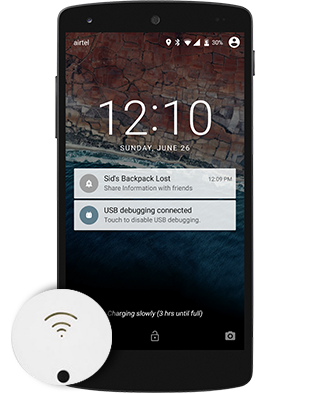 airtel
30%
12:10
SUNDAY, JUNE 26
Sid's Backpack Lost 12:09 PM
Share Information with friends
USB debugging connected
Touch to disable USB debugging.
Charging slowly (3 hrs until full)